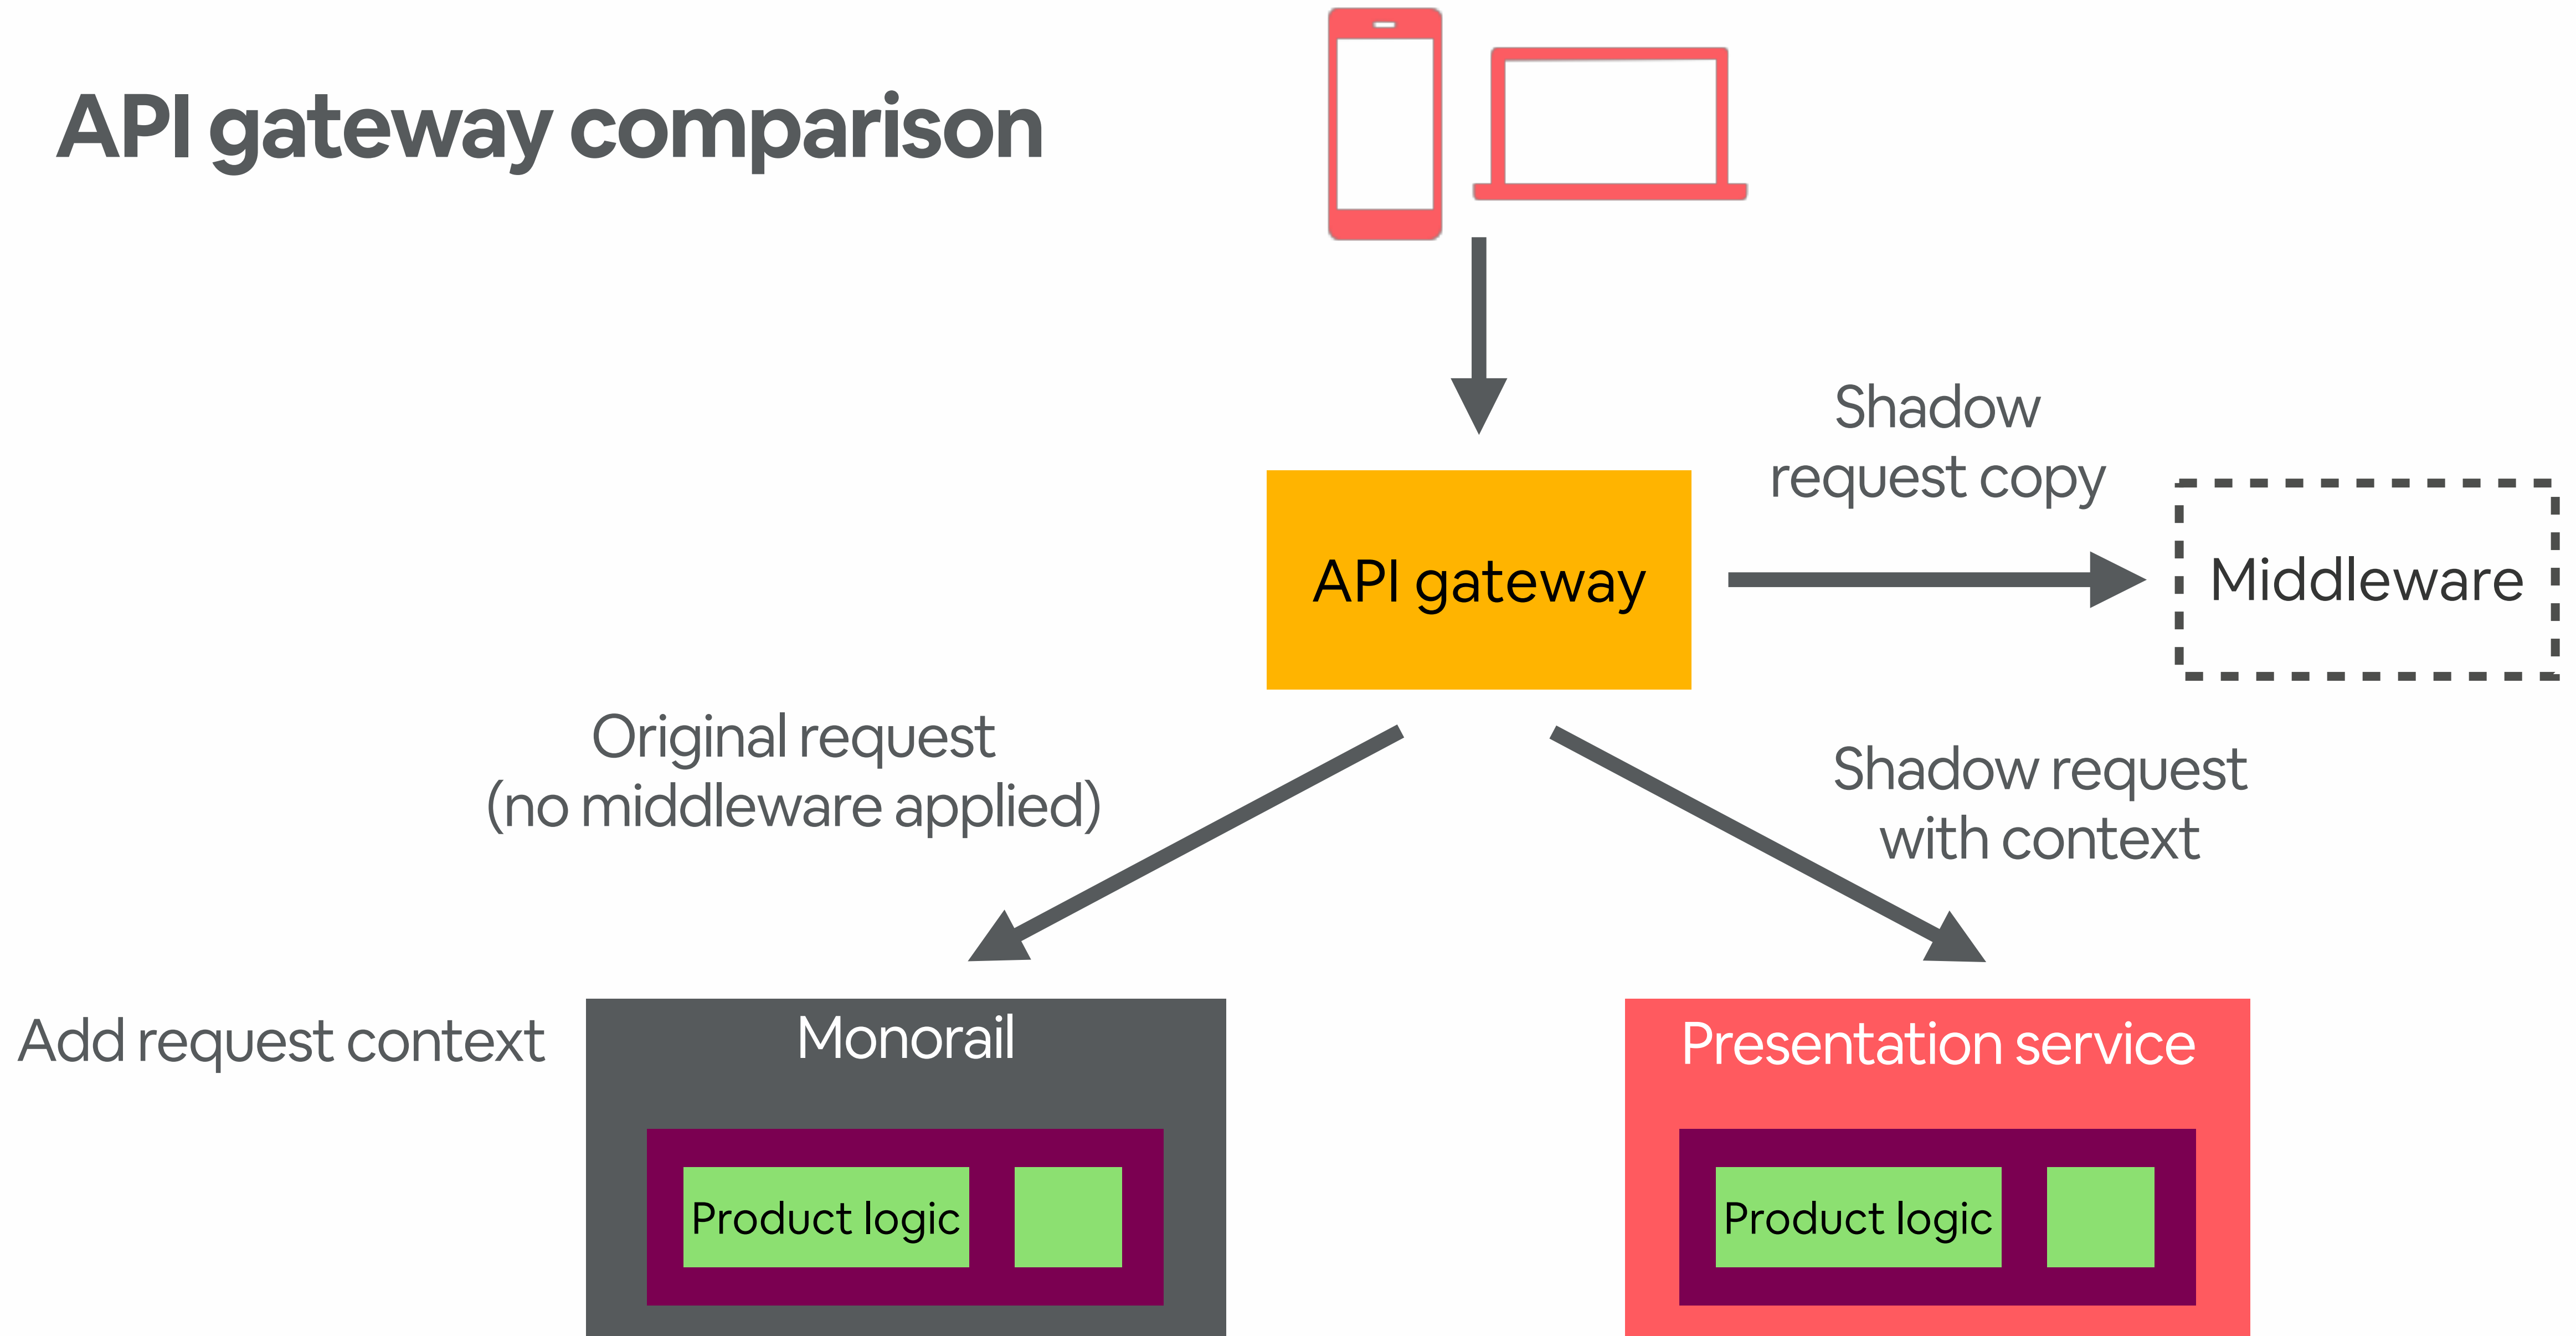 API gateway comparison
Shadow
request copy
API gateway
Middleware
Original request
(no middleware applied)
Shadow request
with context
Add request context
Monorail
Presentation service
Product logic
Product logic